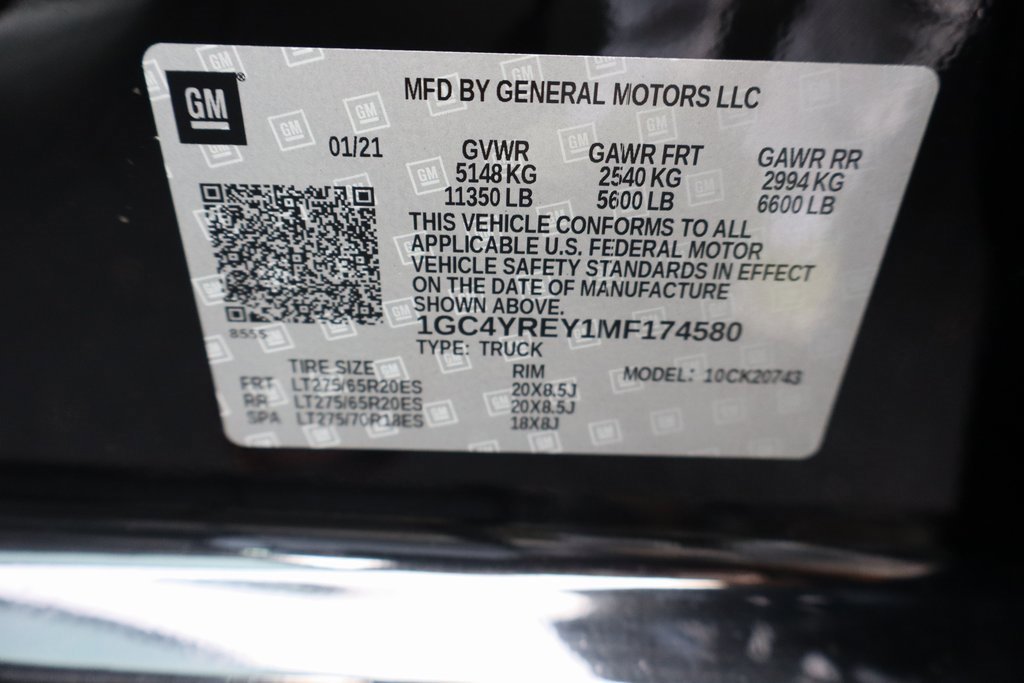 GM®
MFD BY GENERAL MOTORS LLC
01/21
GVWR GAWR FRT GAWR RR
5148 KG 2540 KG 2994 KG
11350 LB 5600 LB 6600 LB
THIS VEHICLE CONFORMS TO ALL
APPLICABLE U.S. FEDERAL MOTOR
VEHICLE SAFETY STANDARDS IN EFFECT
ON THE DATE OF MANUFACTURE
SHOWN ABOVE.
8555
1GC4YREY1MF174580
TYPE: TRUCK
TIRE SIZE RIM MODEL: 10CK20743
FRT LT275/65R20ES 20X8.5J
RR LT275/65R20ES 20X8.5J
SPA LT275/70R18ES 18X8J